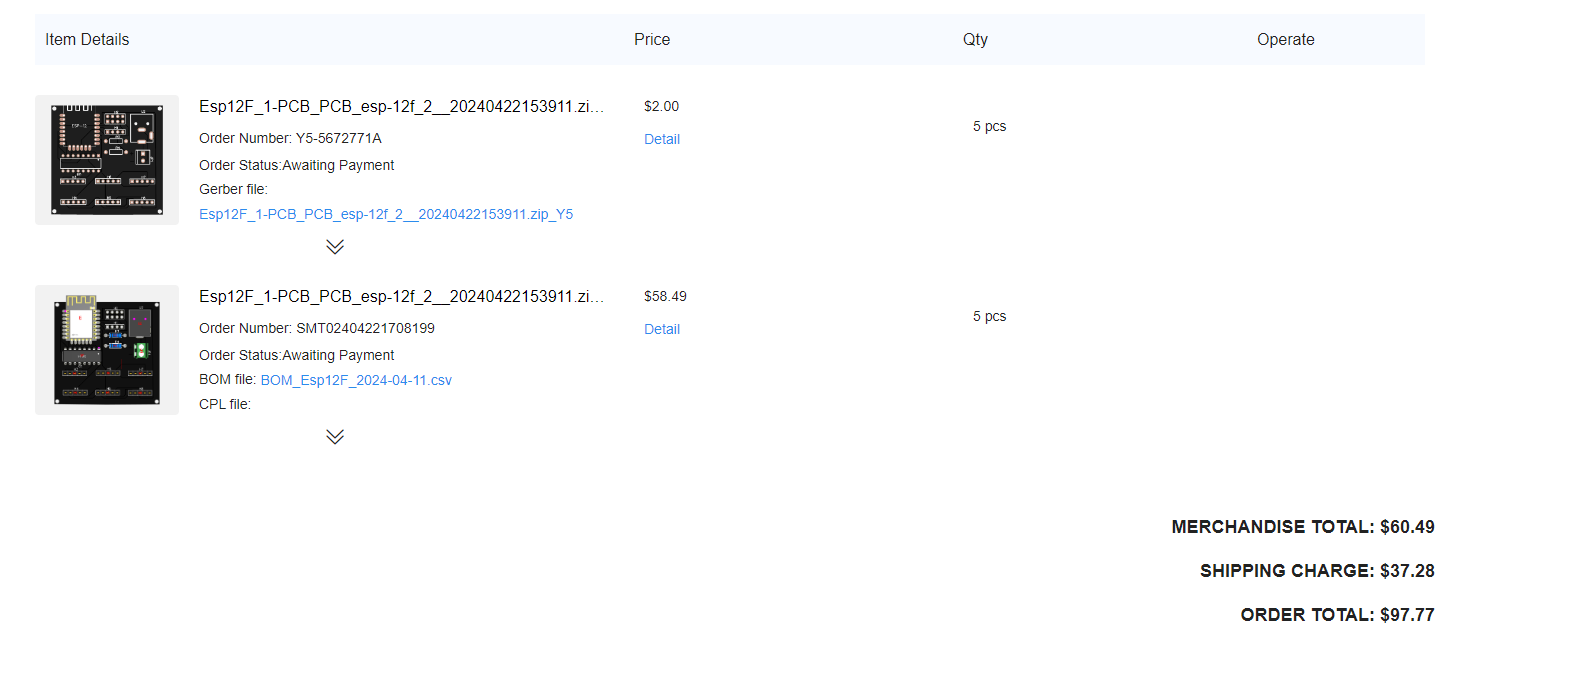 Item Details Price Qty Operate
Esp12F_1-PCB_PCB_esp-12f_2__20240422153911.zi... $2.00
Order Number: Y5-5672771A Detail 5 pcs
Order Status:Awaiting Payment
Gerber file:
Esp12F_1-PCB_PCB_esp-12f_2__20240422153911.zip_Y5
Esp12F_1-PCB_PCB_esp-12f_2__20240422153911.zi... $58.49
Order Number: SMT02404221708199 Detail 5 pcs
Order Status:Awaiting Payment
BOM file: BOM_Esp12F_2024-04-11.csv
CPL file:
MERCHANDISE TOTAL: $60.49
SHIPPING CHARGE: $37.28
ORDER TOTAL: $97.77